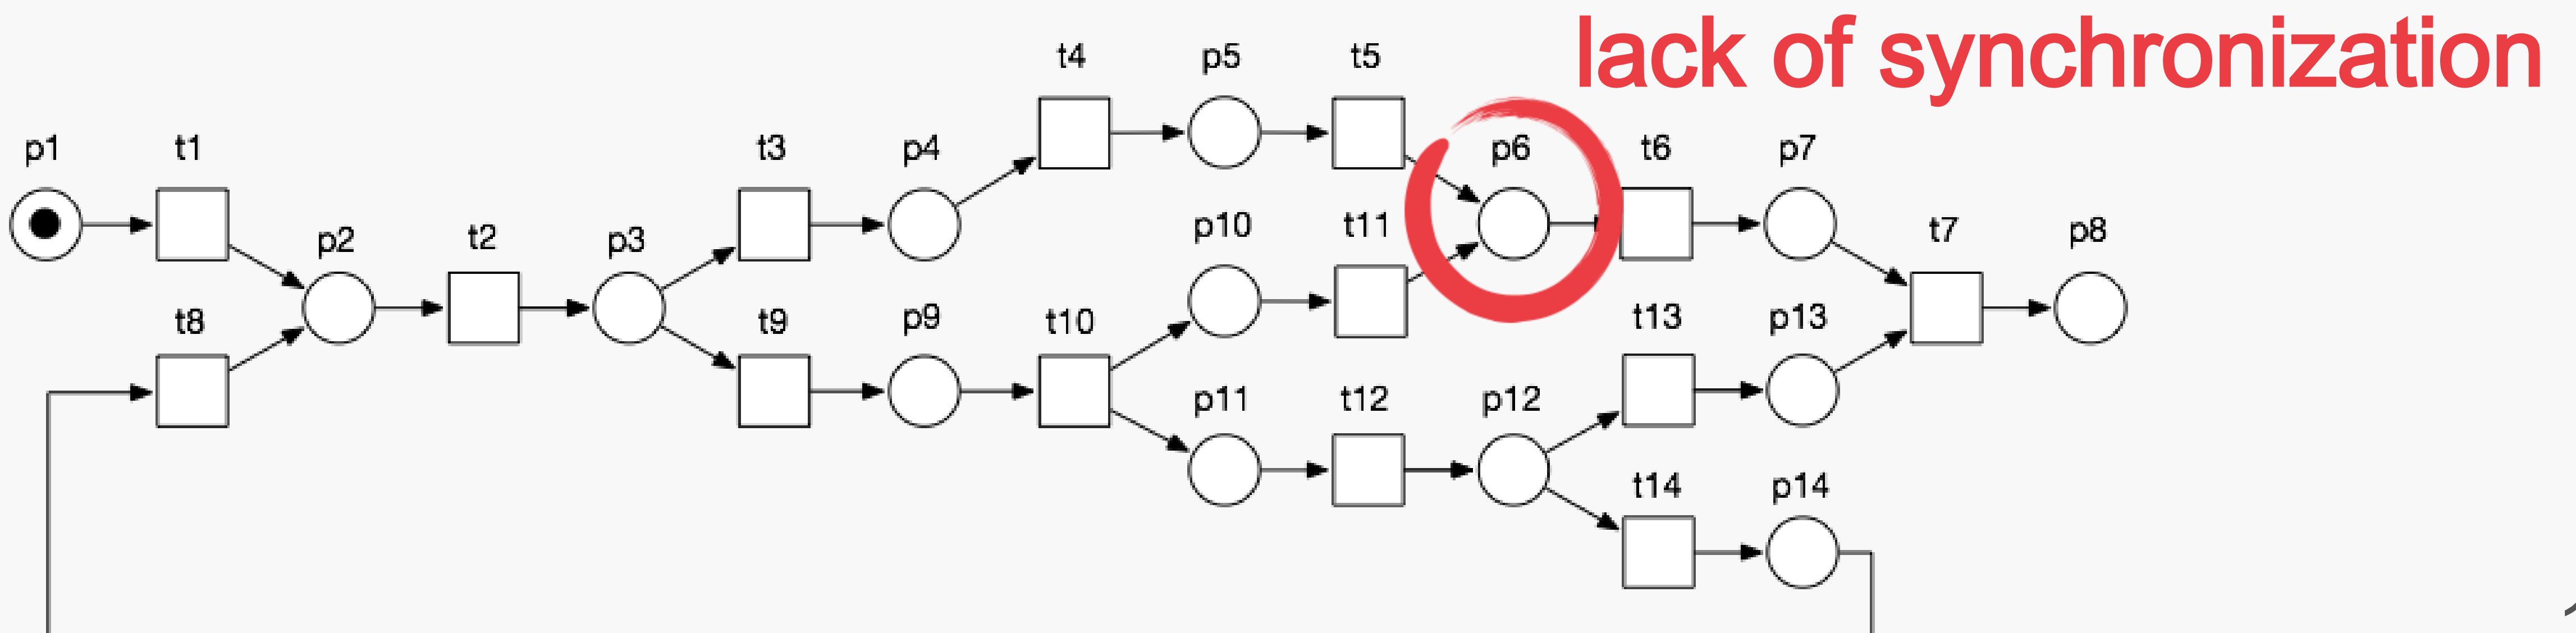 lack of synchronization
t4 p5 t5
p1 t1 t3 p4 p6 t6 p7
p2 t2 p3 p10 t11 t7 p8
t8 t9 p9 t10 t13 p13
p11 t12 p12
t14 p14